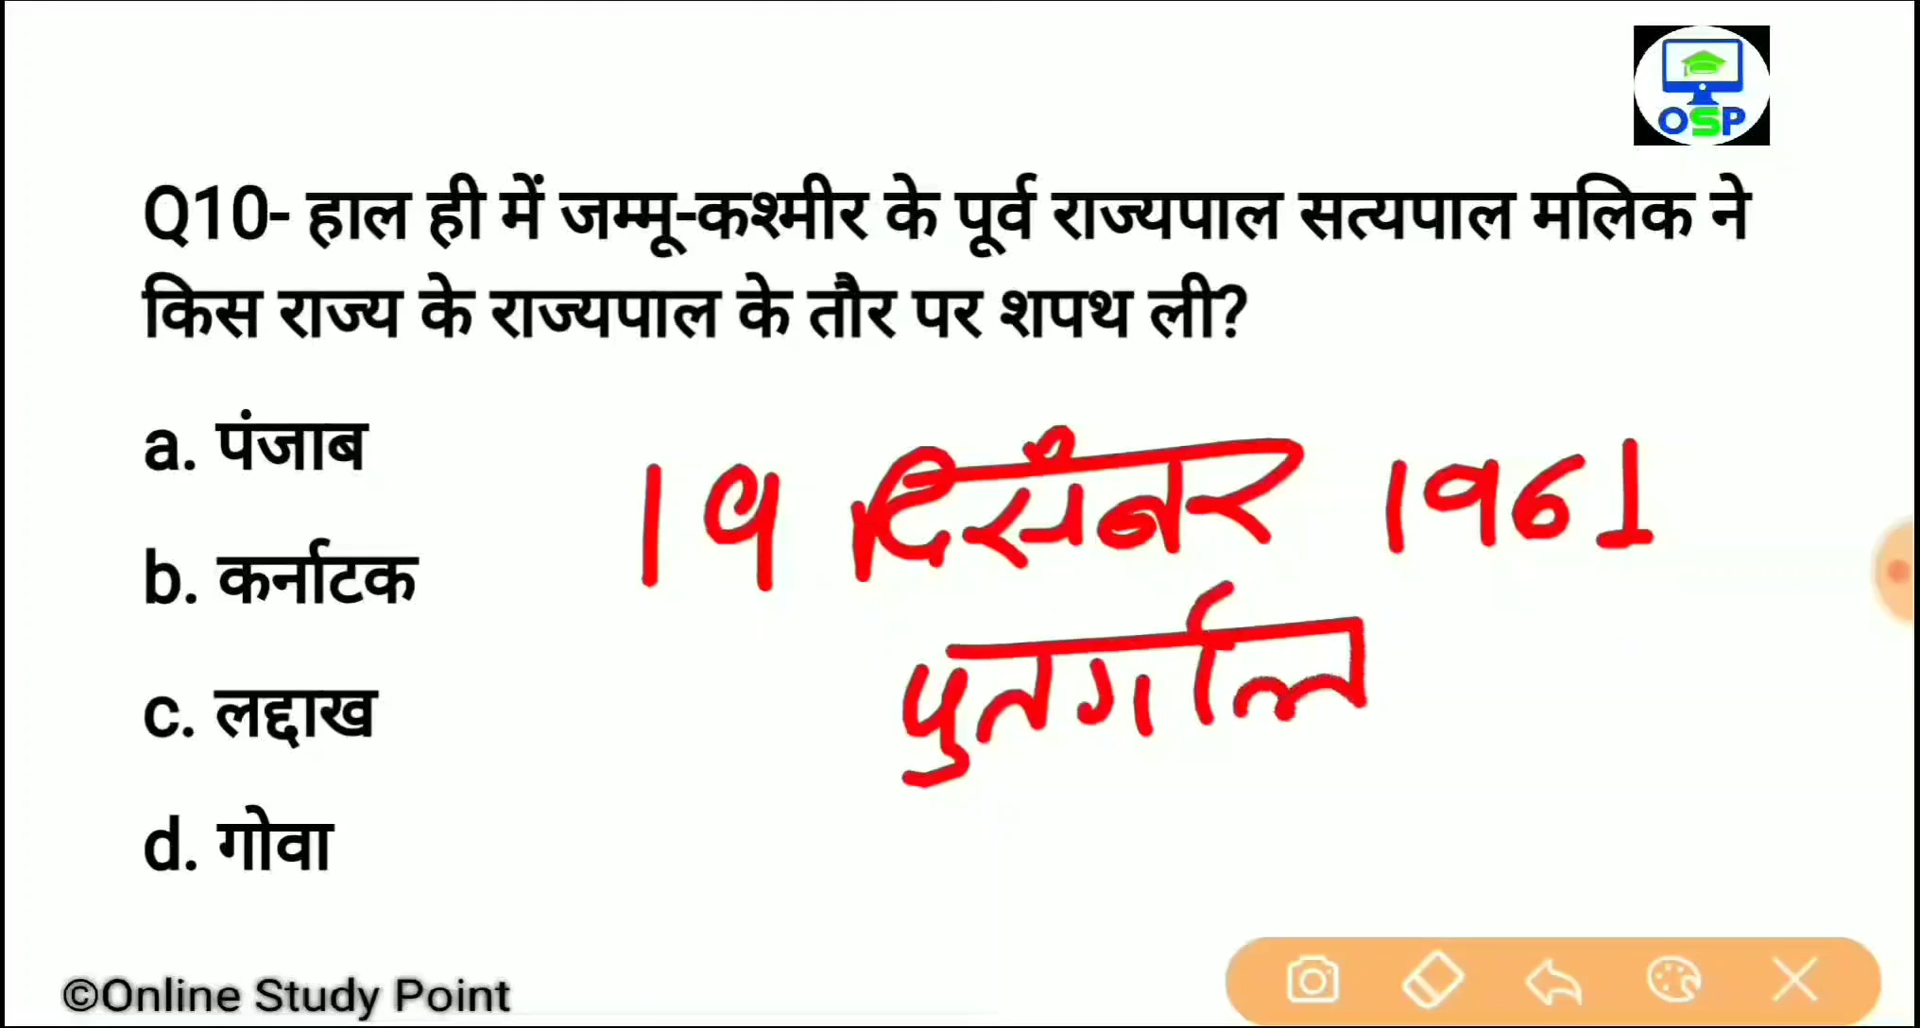 OSP
Q10- हाल ही में जम्मू-कश्मीर के पूर्व राज्यपाल सत्यपाल मलिक ने
किस राज्य के राज्यपाल के तौर पर शपथ ली?
a. पंजाब
b. कर्नाटक
c. लद्दाख
d. गोवा
19 दिसंबर 1961
पुतर्गाल
©Online Study Point